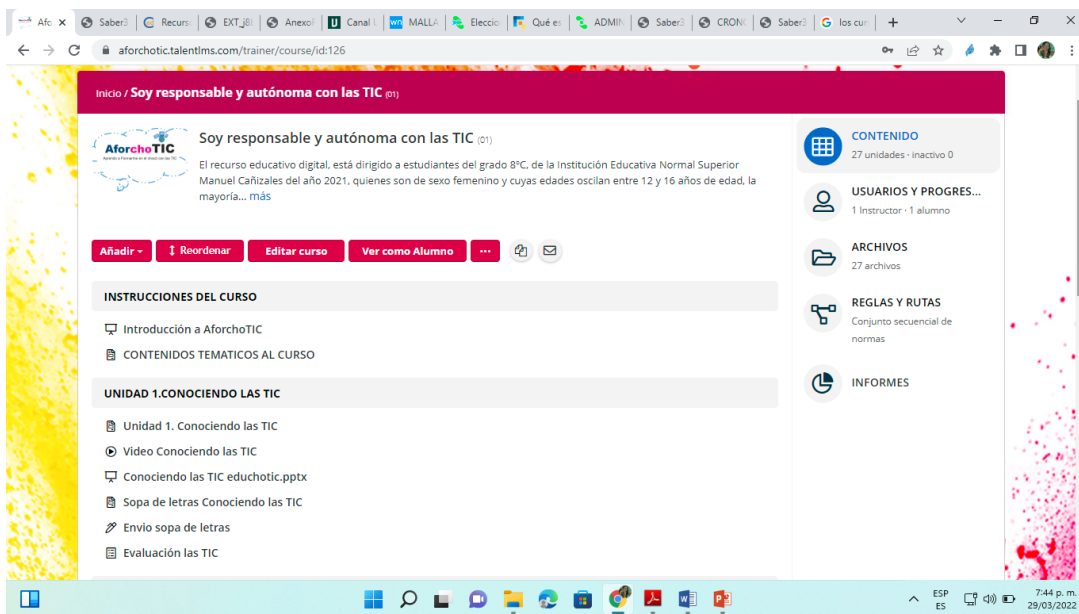 Afo
Saber3
Recurs
EXT_j8
Anexo
Canal
MALLA
Eleccio
Qué es
ADMIN
Saber3
CRONO
Saber3
los cur
aforchotic.talentlms.com/trainer/course/id:126
Inicio / Soy responsable y autónoma con las TIC (01)
AforchoTIC
Soy responsable y autónoma con las TIC (01)
El recurso educativo digital, está dirigido a estudiantes del grado 8ºC, de la Institución Educativa Normal Superior
Manuel Cañizales del año 2021, quienes son de sexo femenino y cuyas edades oscilan entre 12 y 16 años de edad, la
mayoría... más
Añadir
Reordenar
Editar curso
Ver como Alumno
...
INSTRUCCIONES DEL CURSO
Introducción a AforchoTIC
CONTENIDOS TEMATICOS AL CURSO
UNIDAD 1.CONOCIENDO LAS TIC
Unidad 1. Conociendo las TIC
Video Conociendo las TIC
Conociendo las TIC educhotic.pptx
Sopa de letras Conociendo las TIC
Envio sopa de letras
Evaluación las TIC
CONTENIDO
27 unidades · inactivo 0
USUARIOS Y PROGRES...
1 Instructor · 1 alumno
ARCHIVOS
27 archivos
REGLAS Y RUTAS
Conjunto secuencial de
normas
INFORMES
ESP
ES
7:44 p. m.
29/03/2022